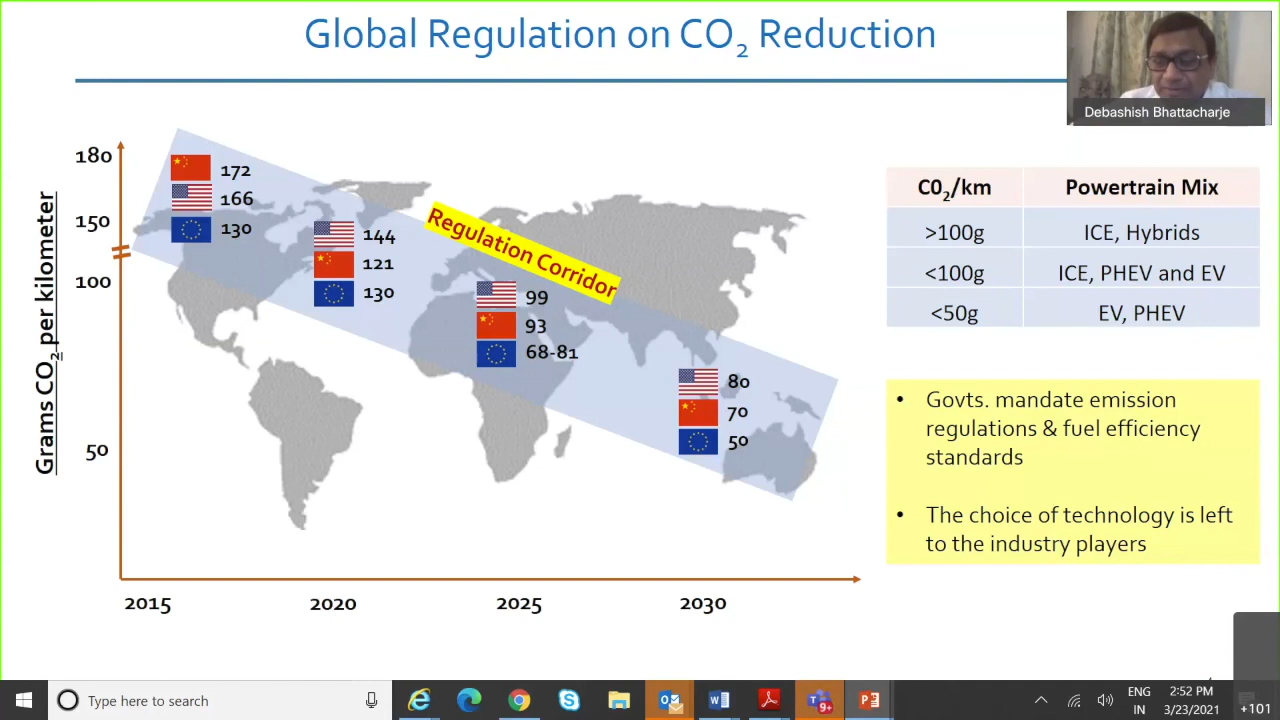 Global Regulation on CO2 Reduction
Debashish Bhattacharje
180
150
100
50
Grams CO2 per kilometer
172
166
130
144
121
130
Regulation Corridor
99
93
68-81
80
70
50
2015 2020 2025 2030
C02/km Powertrain Mix
>100g ICE, Hybrids
<100g ICE, PHEV and EV
<50g EV, PHEV
• Govts. mandate emission
regulations & fuel efficiency
standards
• The choice of technology is left
to the industry players
Type here to search
9+
ENG
IN
2:52 PM
3/23/2021
+101